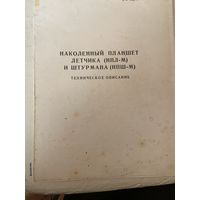 НАКОЛЕННЫЙ ПЛАНШЕТ
ЛЕТЧИКА (НПЛ-М)
И ШТУРМАНА (НПШ-М)
ТЕХНИЧЕСКОЕ ОПИСАНИЕ